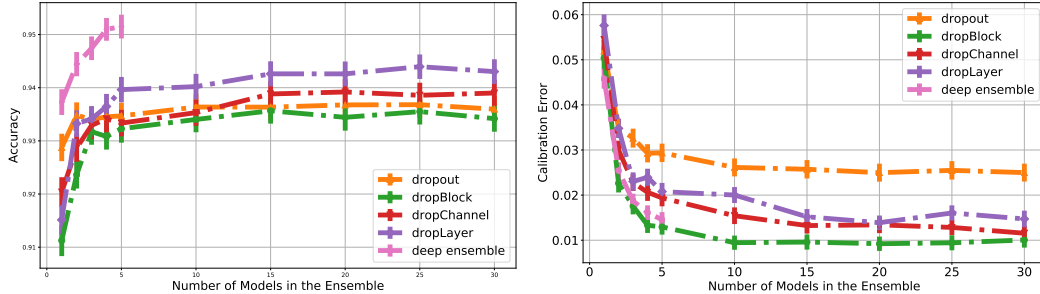 Accuracy
0.95
0.94
0.93
0.92
0.91
0
5
10
15
20
25
30
Number of Models in the Ensemble
dropout
dropBlock
dropChannel
dropLayer
deep ensemble
Calibration Error
0.06
0.05
0.04
0.03
0.02
0.01
0
5
10
15
20
25
30
Number of Models in the Ensemble
dropout
dropBlock
dropChannel
dropLayer
deep ensemble